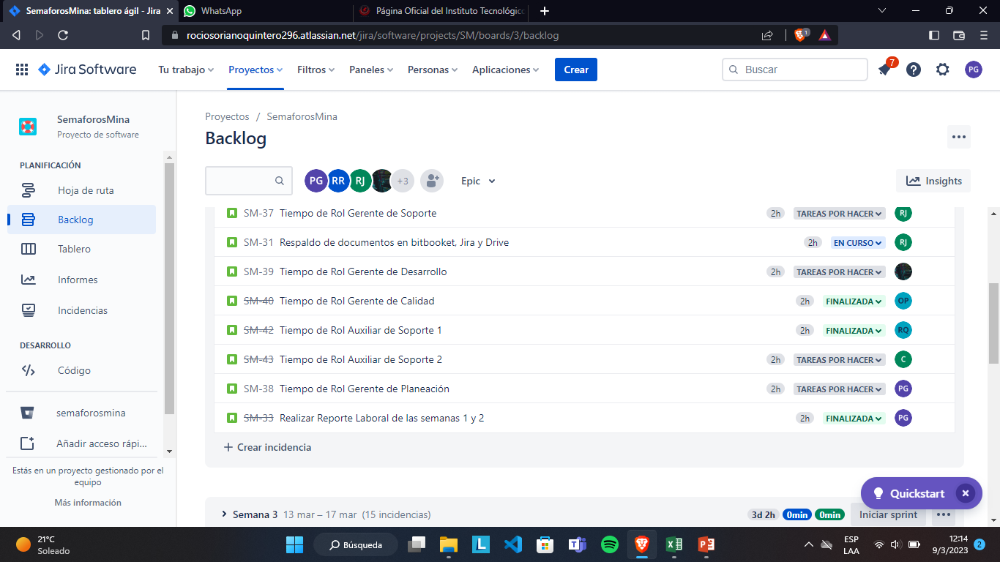 SemaforosMina: tablero ágil - Jira
WhatsApp
Página Oficial del Instituto Tecnológico
rociosorianoquintero296.atlassian.net/jira/software/projects/SM/boards/3/backlog
1
Jira Software
Tu trabajo
Proyectos
Filtros
Paneles
Personas
Aplicaciones
Crear
Buscar
7
PG
SemaforosMina
Proyecto de software
PLANIFICACIÓN
Hoja de ruta
Backlog
Tablero
Informes
Incidencias
DESARROLLO
Código
semaforosmina
Añadir acceso rápi...
Estás en un proyecto gestionado por el
equipo
Más información
Proyectos / SemaforosMina
Backlog
PG RR RJ +3
Epic
Insights
SM-37 Tiempo de Rol Gerente de Soporte 2h TAREAS POR HACER RJ
SM-31 Respaldo de documentos en bitbooket, Jira y Drive 2h EN CURSO RJ
SM-39 Tiempo de Rol Gerente de Desarrollo 2h TAREAS POR HACER
SM-40 Tiempo de Rol Gerente de Calidad 2h FINALIZADA OP
SM-42 Tiempo de Rol Auxiliar de Soporte 1 2h FINALIZADA RQ
SM-43 Tiempo de Rol Auxiliar de Soporte 2 2h TAREAS POR HACER C
SM-38 Tiempo de Rol Gerente de Planeación 2h TAREAS POR HACER PG
SM-33 Realizar Reporte Laboral de las semanas 1 y 2 2h FINALIZADA PG
+ Crear incidencia
Quickstart
Semana 3 13 mar – 17 mar (15 incidencias) 3d 2h 0min 0min Iniciar sprint
21°C
Soleado
Búsqueda
ESP
LAA
12:14
9/3/2023
2